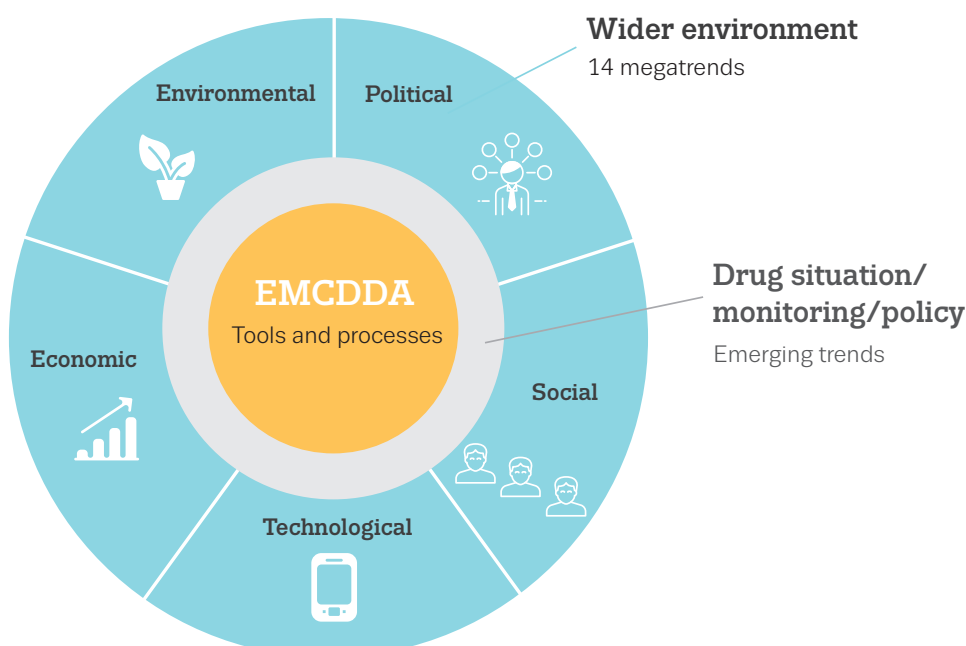 Wider environment
14 megatrends
Environmental
Political
EMCDDA
Tools and processes
Drug situation/
monitoring/policy
Emerging trends
Economic
Social
Technological